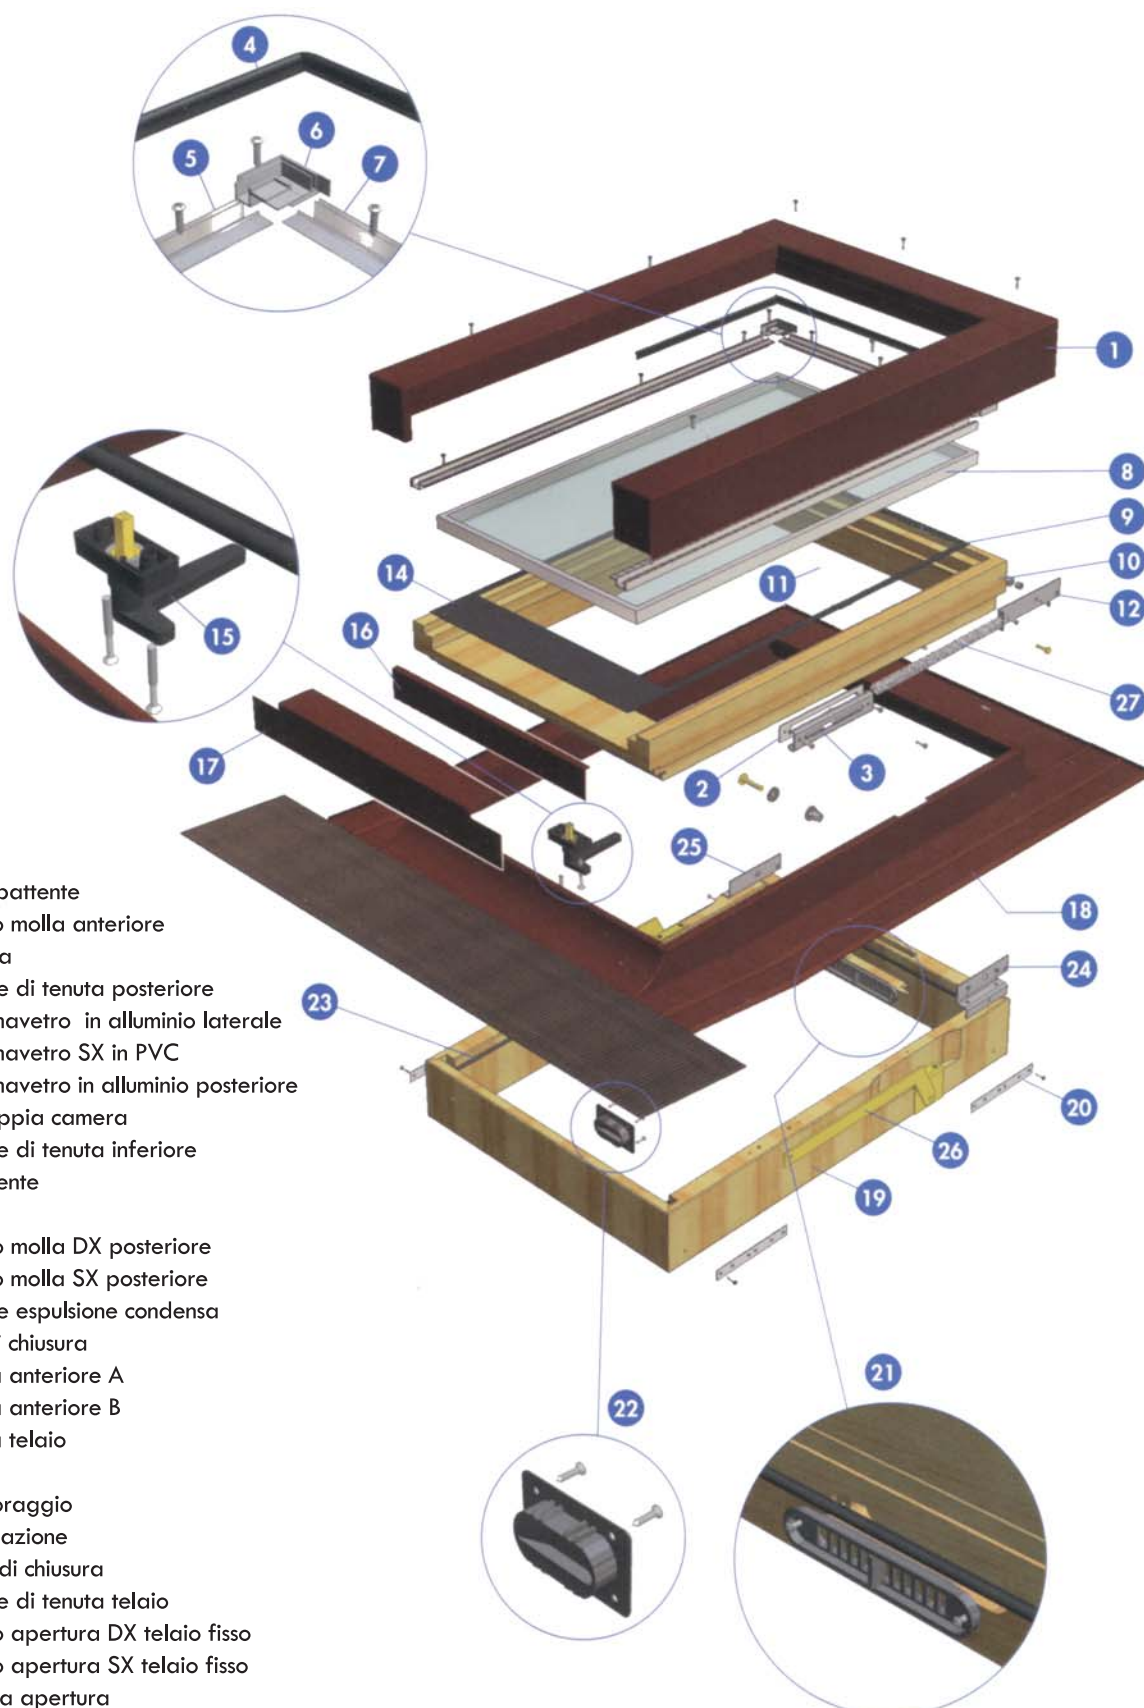 4
6
5
7
1
8
9
14
10
11
12
15
16
27
17
3
2
25
18
24
23
20
26
19
21
22
battente
molla anteriore
a
e di tenuta posteriore
mavetro in alluminio laterale
mavetro SX in PVC
mavetro in alluminio posteriore
ppia camera
e di tenuta inferiore
ente
o molla DX posteriore
o molla SX posteriore
e espulsione condensa
chiusura
a anteriore A
a anteriore B
a telaio
oraggio
azione
di chiusura
e di tenuta telaio
o apertura DX telaio fisso
o apertura SX telaio fisso
a apertura